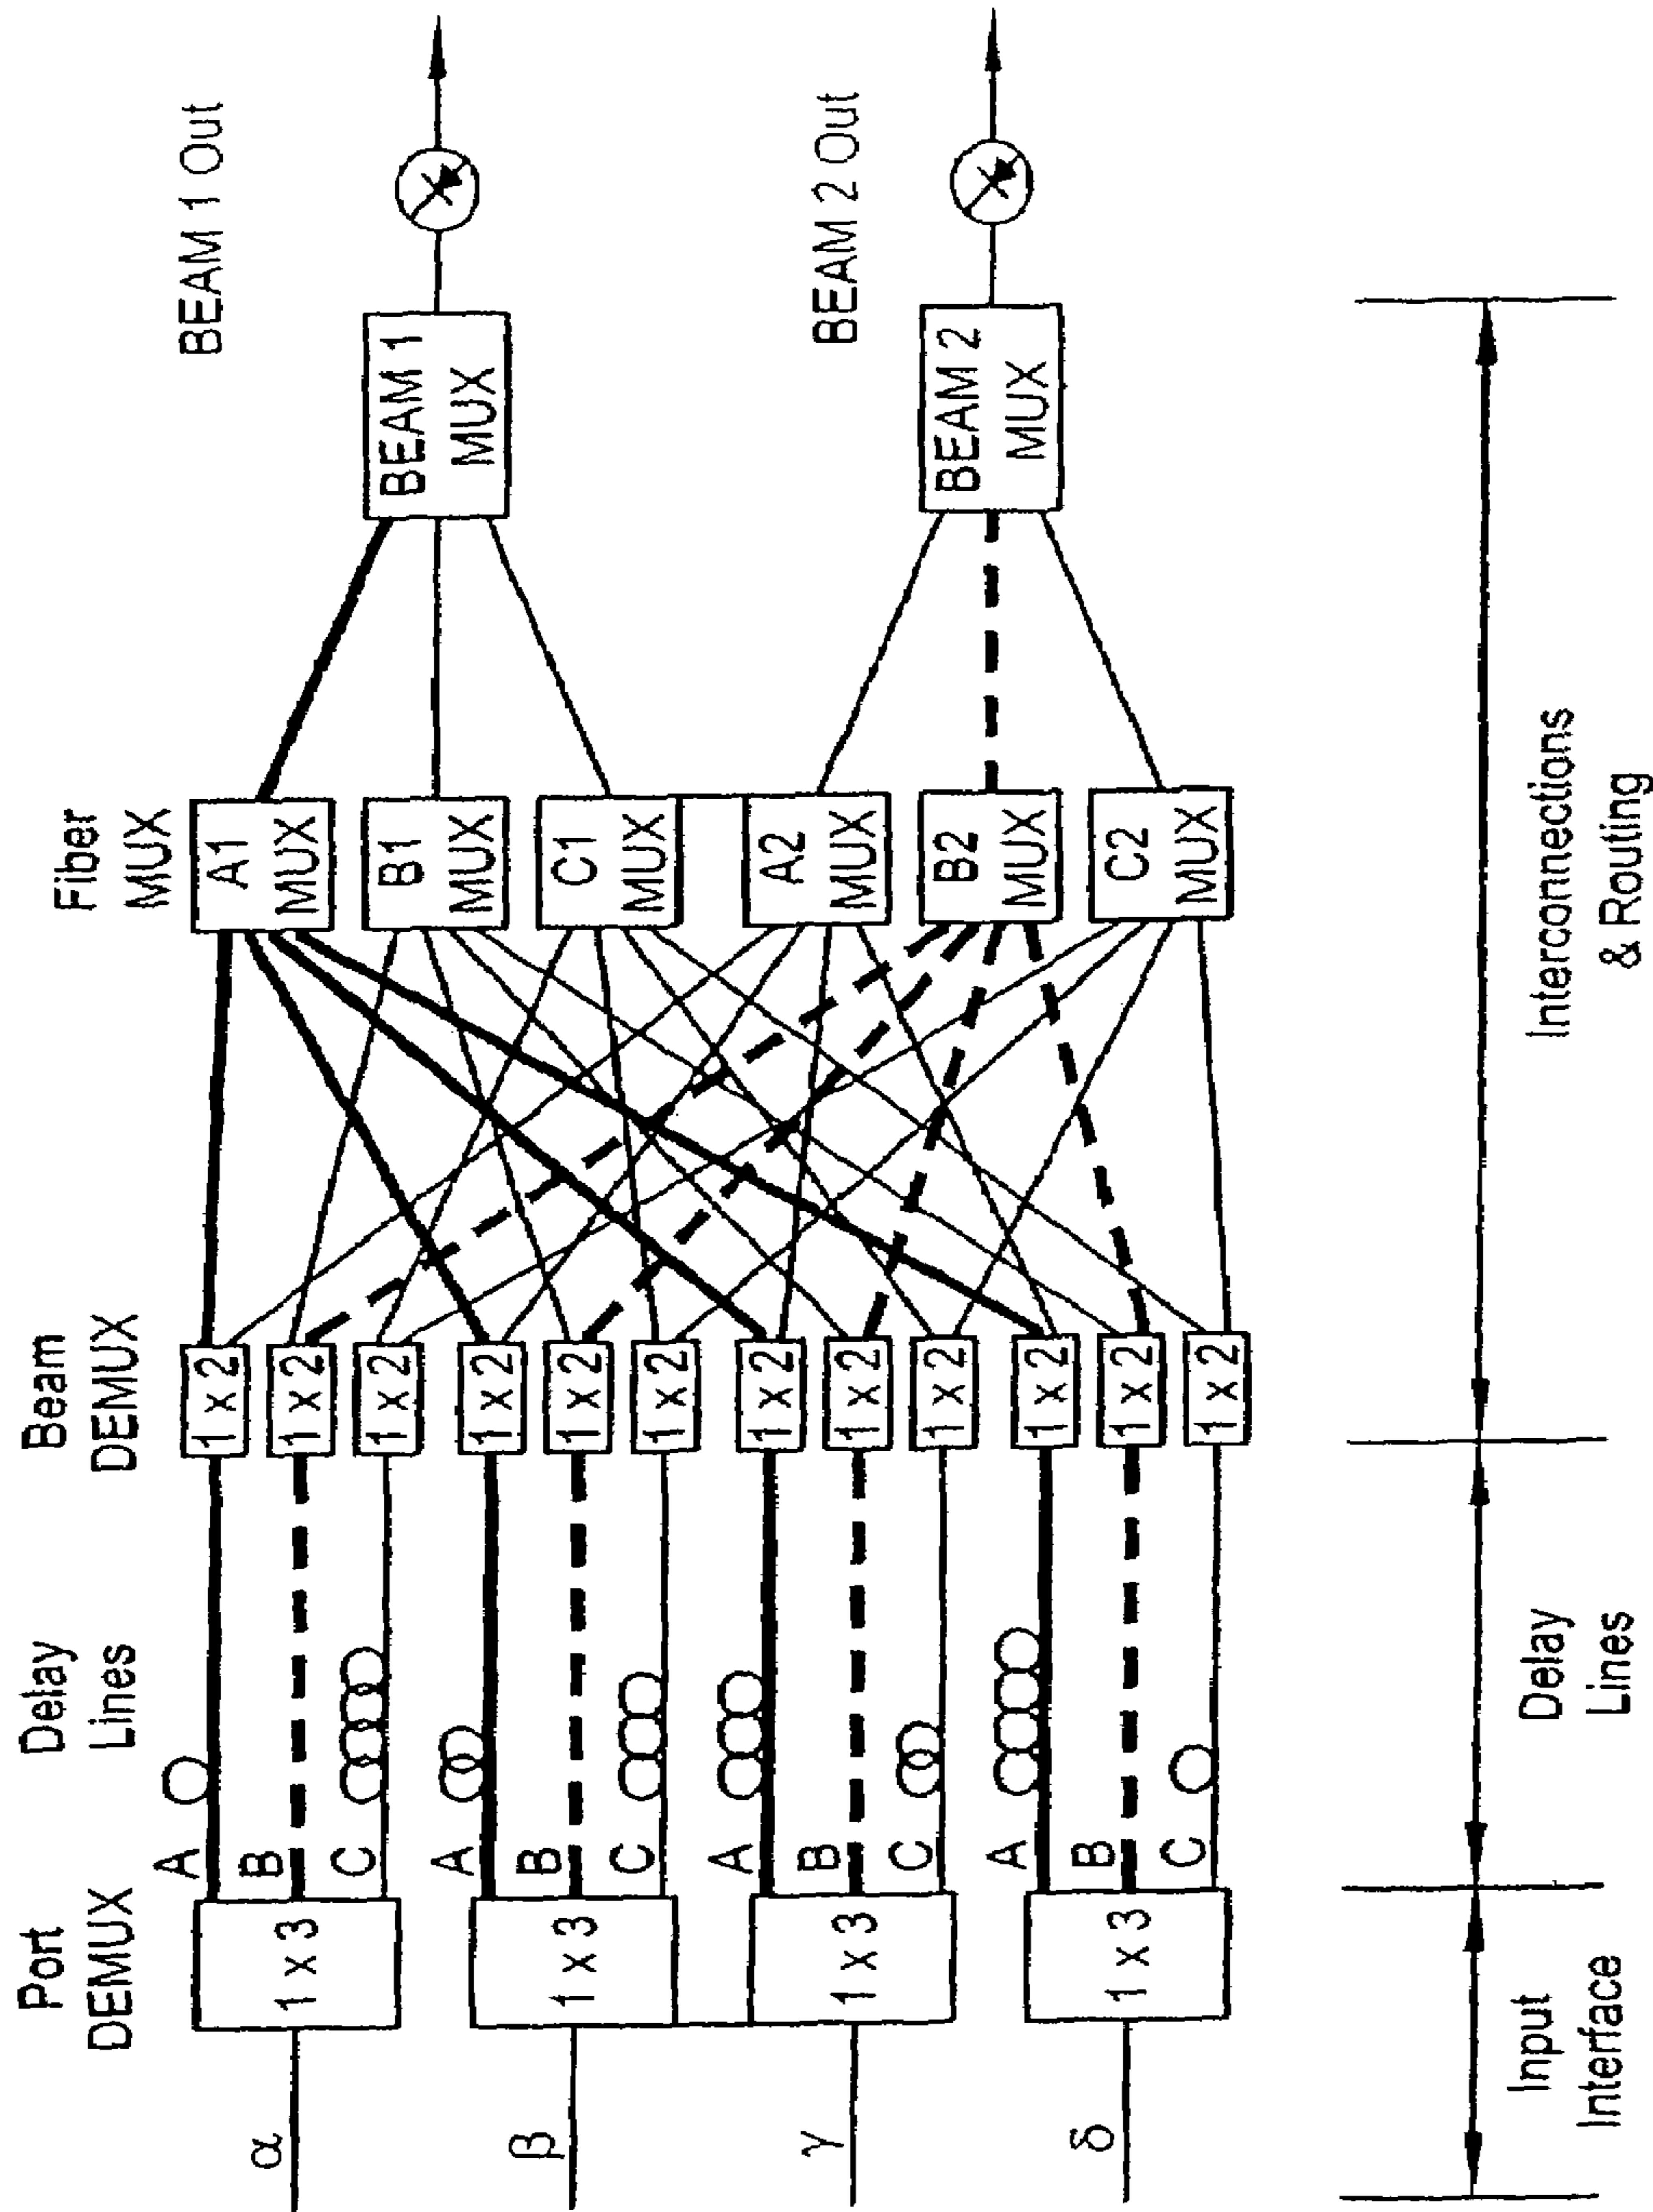 Port
DEMUX
Delay
Lines
Beam
DEMUX
Fiber
MUX
BEAM 1 Out
BEAM 2 Out
α
1 x 3
A
B
C
1 x 2
1 x 2
1 x 2
β
1 x 3
A
B
C
1 x 2
1 x 2
1 x 2
γ
1 x 3
A
B
C
1 x 2
1 x 2
1 x 2
δ
1 x 3
A
B
C
1 x 2
1 x 2
1 x 2
A1
MUX
B1
MUX
C1
MUX
A2
MUX
B2
MUX
C2
MUX
BEAM 1
MUX
BEAM 2
MUX
Input
Interface
Delay
Lines
Interconnections
& Routing